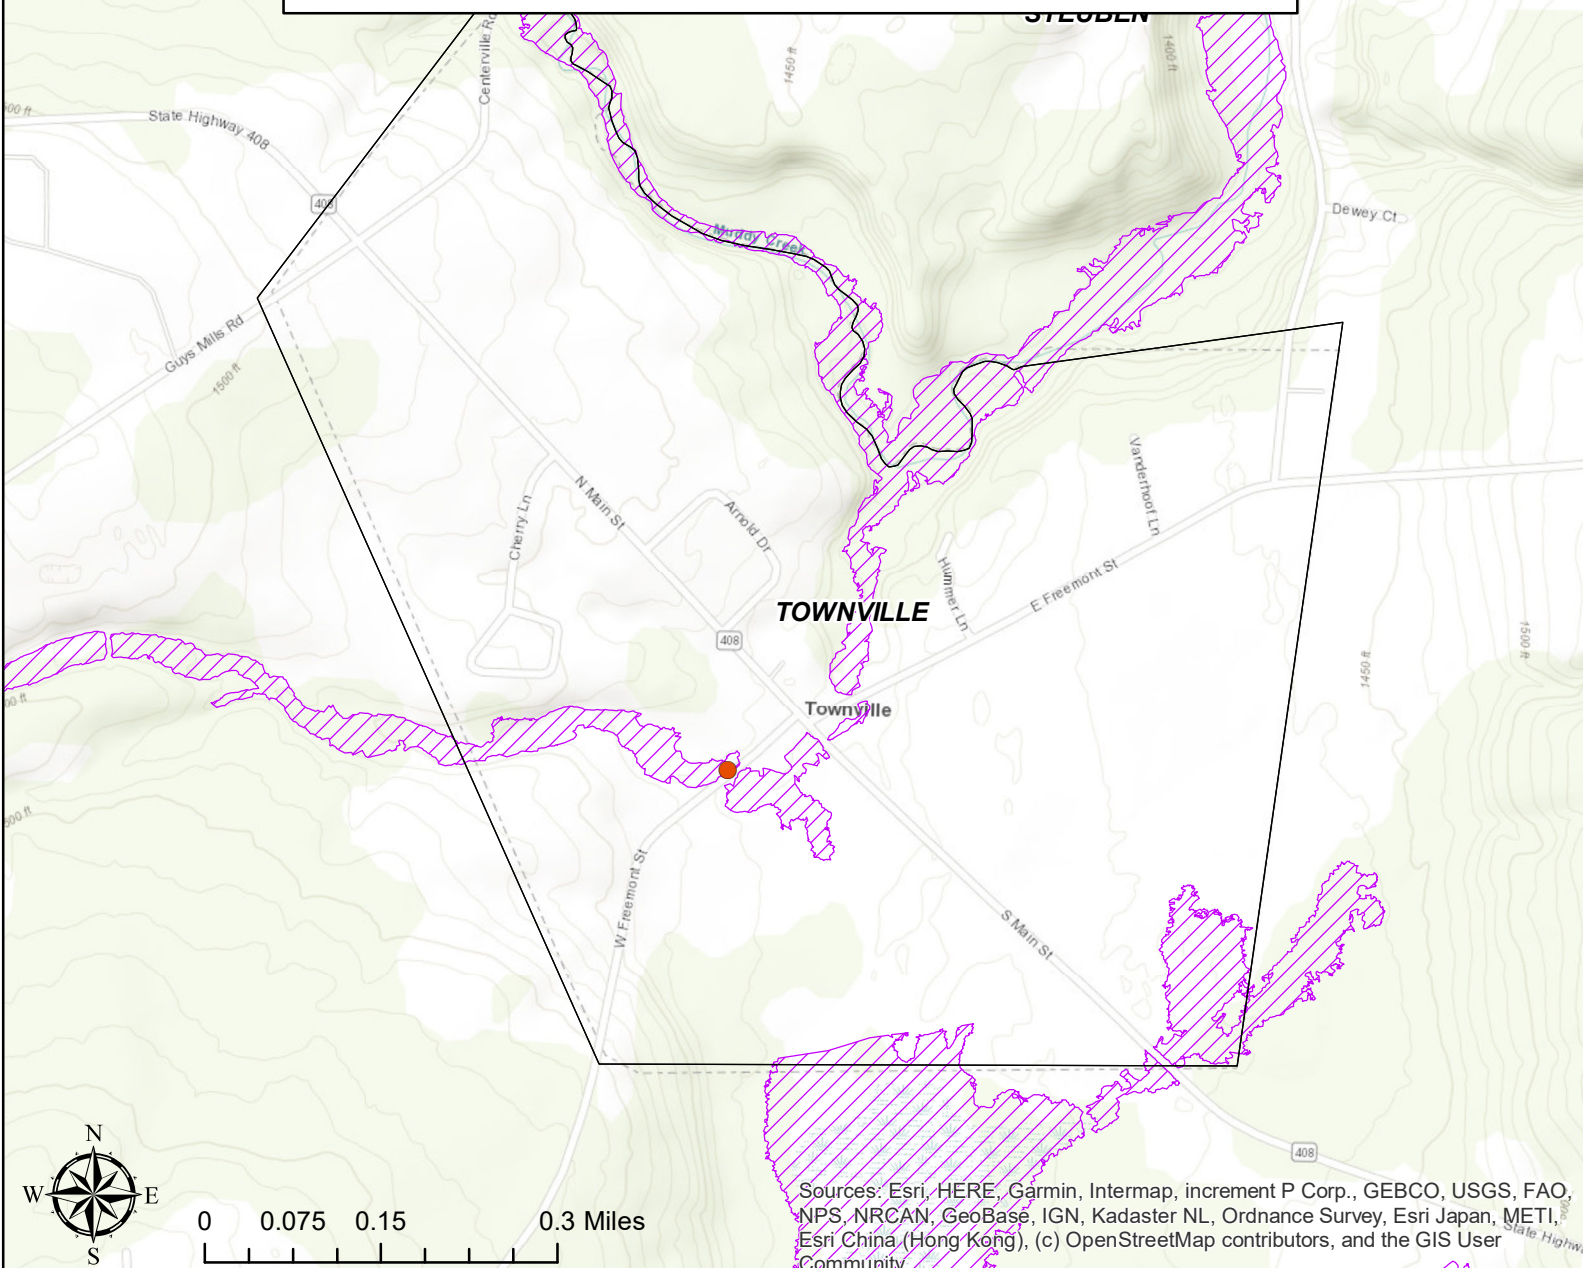 STEUBEN
Centerville Rd
1450 ft
1400 ft
State Highway 408
408
Dewey Ct
Muddy Creek
Guys Mills Rd
1500 ft
Vanderhoof Ln
N Main St
Cherry Ln
Arnold Dr
Hummer Ln
E Freemont St
TOWNVILLE
408
1500 ft
1450 ft
Townville
W Freemont St
S Main St
N
W E
S
408
0 0.075 0.15 0.3 Miles
Sources: Esri, HERE, Garmin, Intermap, increment P Corp., GEBCO, USGS, FAO,
NPS, NRCAN, GeoBase, IGN, Kadaster NL, Ordnance Survey, Esri Japan, METI,
Esri China (Hong Kong), (c) OpenStreetMap contributors, and the GIS User
Community